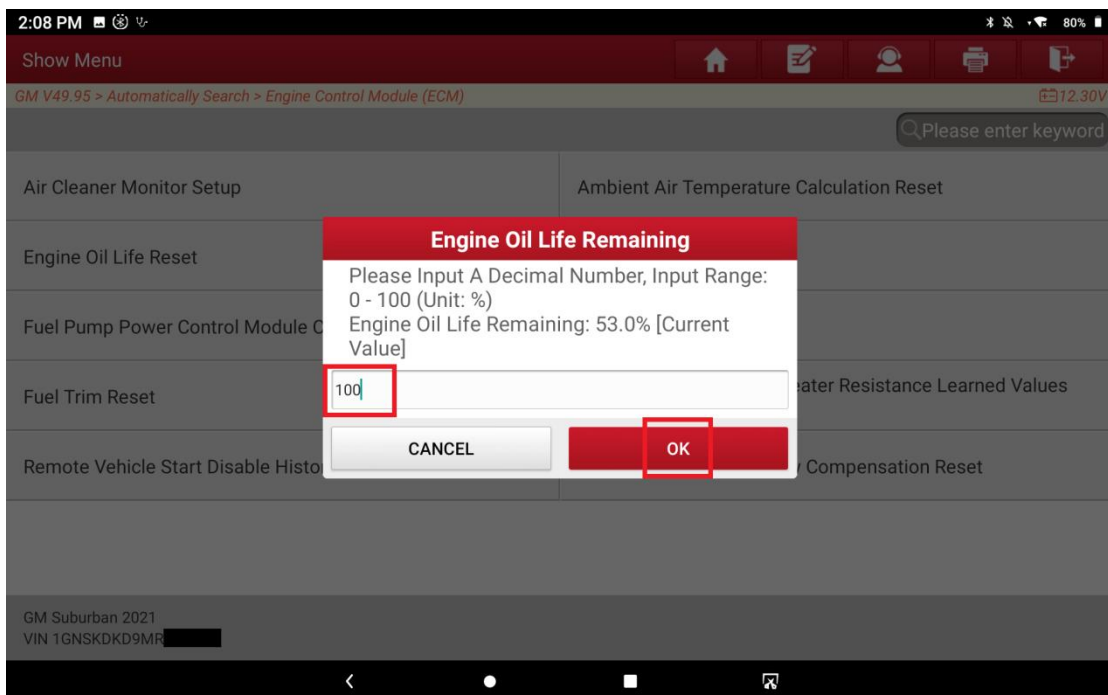 2:08 PM
80%
Show Menu
GM V49.95 > Automatically Search > Engine Control Module (ECM)
12.30V
Please enter keyword
Air Cleaner Monitor Setup
Ambient Air Temperature Calculation Reset
Engine Oil Life Reset
Engine Oil Life Remaining
Please Input A Decimal Number, Input Range:
0 - 100 (Unit: %)
Engine Oil Life Remaining: 53.0% [Current
Value]
100
CANCEL
OK
Fuel Pump Power Control Module
Fuel Trim Reset
Resistance Learned Values
Remote Vehicle Start Disable
Compensation Reset
GM Suburban 2021
VIN 1GNSKDKD9MR